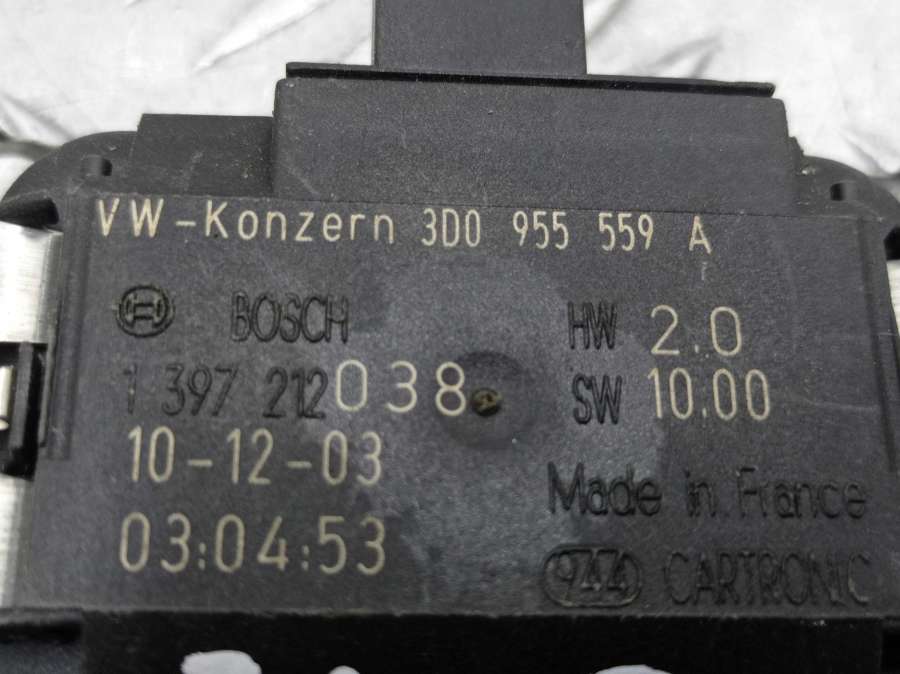 VW-Konzern 3D0 955 559 A
BOSCH HW 2.0
1 397 212 038 SW 10.00
10-12-03
Made in France
03:04:53
CARTRONIC